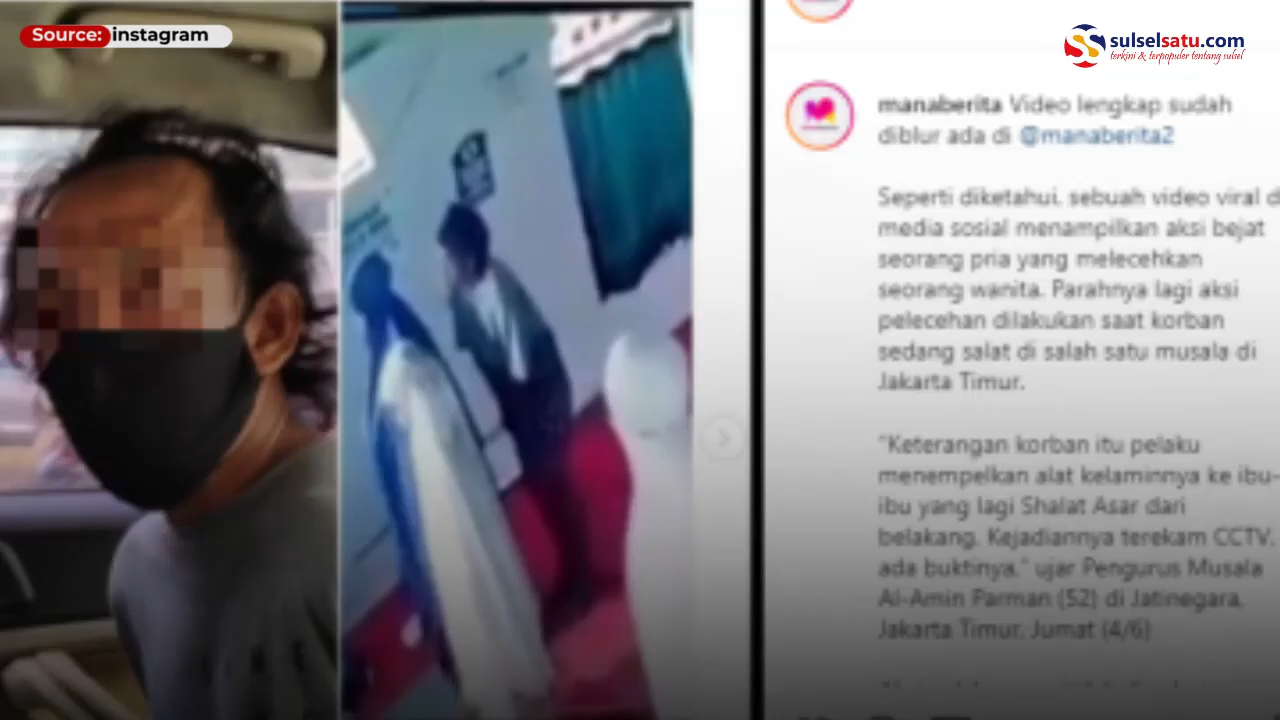 Source: instagram
sulselsatu.com
terkini & terpopuler tentang sulsel
manaberita Video lengkap sudah
diblur ada di @manaberita2
Seperti diketahui, sebuah video viral d
media sosial menampilkan aksi bejat
seorang pria yang melecehkan
seorang wanita. Parahnya lagi aksi
pelecehan dilakukan saat korban
sedang salat di salah satu musala di
Jakarta Timur.
"Keterangan korban itu pelaku
menempelkan alat kelaminnya ke ibu-
ibu yang lagi Shalat Asar dari
belakang. Kejadiannya terekam CCTV,
ada buktinya," ujar Pengurus Musala
Al-Amin Parman (52) di Jatinegara,
Jakarta Timur, Jumat (4/6)